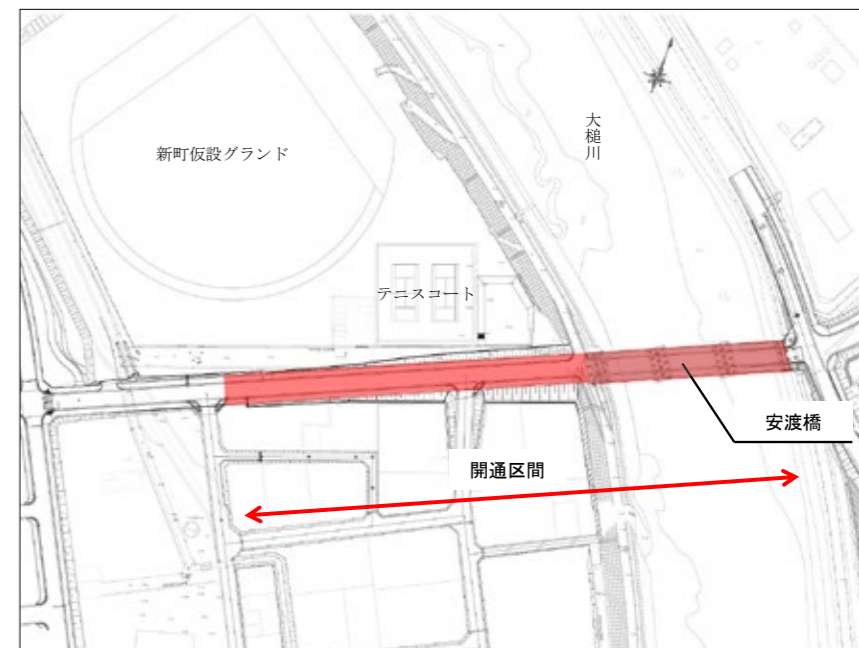 新町仮設グランド
大槌川
テニスコート
安渡橋
開通区間